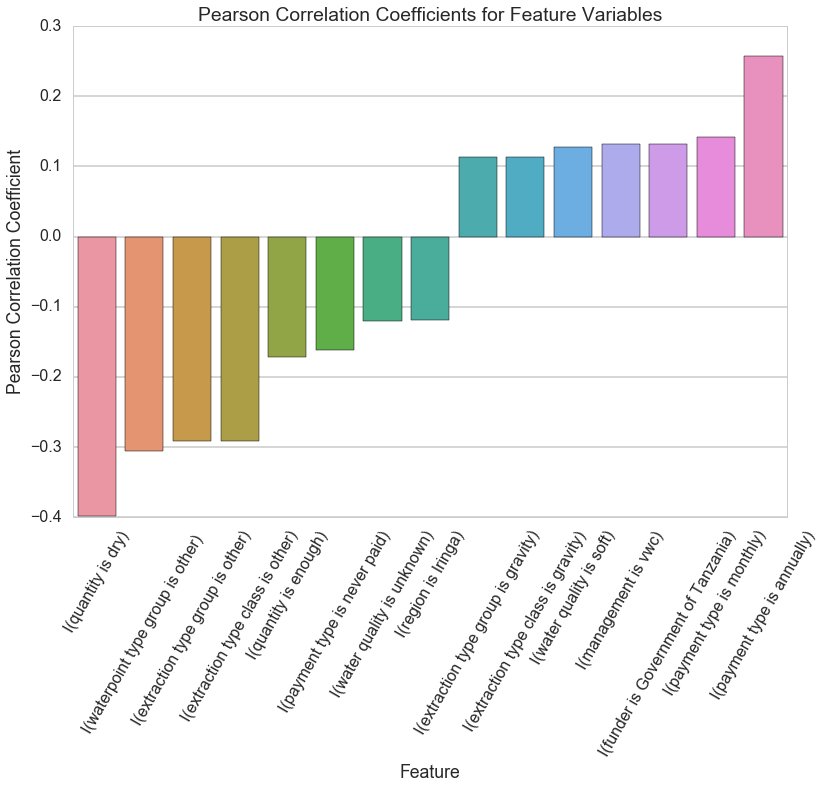 Pearson Correlation Coefficients for Feature Variables
0.3
0.2
0.1
0.0
−0.1
−0.2
−0.3
−0.4
Pearson Correlation Coefficient
I(quantity is dry)
I(waterpoint type group is other)
I(extraction type group is other)
I(extraction type class is other)
I(quantity is enough)
I(payment type is never paid)
I(water quality is unknown)
I(region is Iringa)
I(extraction type group is gravity)
I(extraction type class is gravity)
I(water quality is soft)
I(management is vwc)
I(funder is Government of Tanzania)
I(payment type is monthly)
I(payment type is annually)
Feature